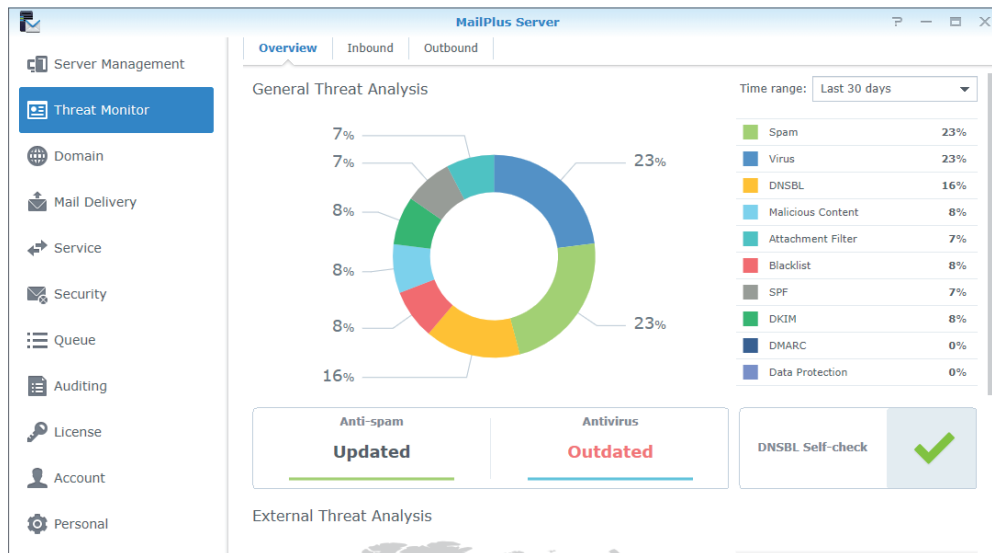 MailPlus Server
?
Server Management
Threat Monitor
Domain
Mail Delivery
Service
Security
Queue
Auditing
License
Account
Personal
Overview Inbound Outbound
General Threat Analysis
Time range: Last 30 days
7%
7%
8%
8%
8%
16%
23%
23%
Spam 23%
Virus 23%
DNSBL 16%
Malicious Content 8%
Attachment Filter 7%
Blacklist 8%
SPF 7%
DKIM 8%
DMARC 0%
Data Protection 0%
Anti-spam
Updated
Antivirus
Outdated
DNSBL Self-check
External Threat Analysis